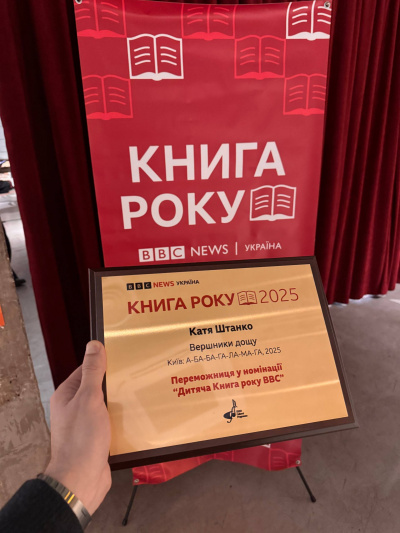 КНИГА
РОКУ
BBC NEWS | УКРАЇНА
BBC NEWS УКРАЇНА
КНИГА РОКУ 2025
Катя Штанко
Вершники дощу
Київ: А-БА-БА-ГА-ЛА-МА-ГА, 2025
Переможниця у номінації
“Дитяча Книга року BBC”